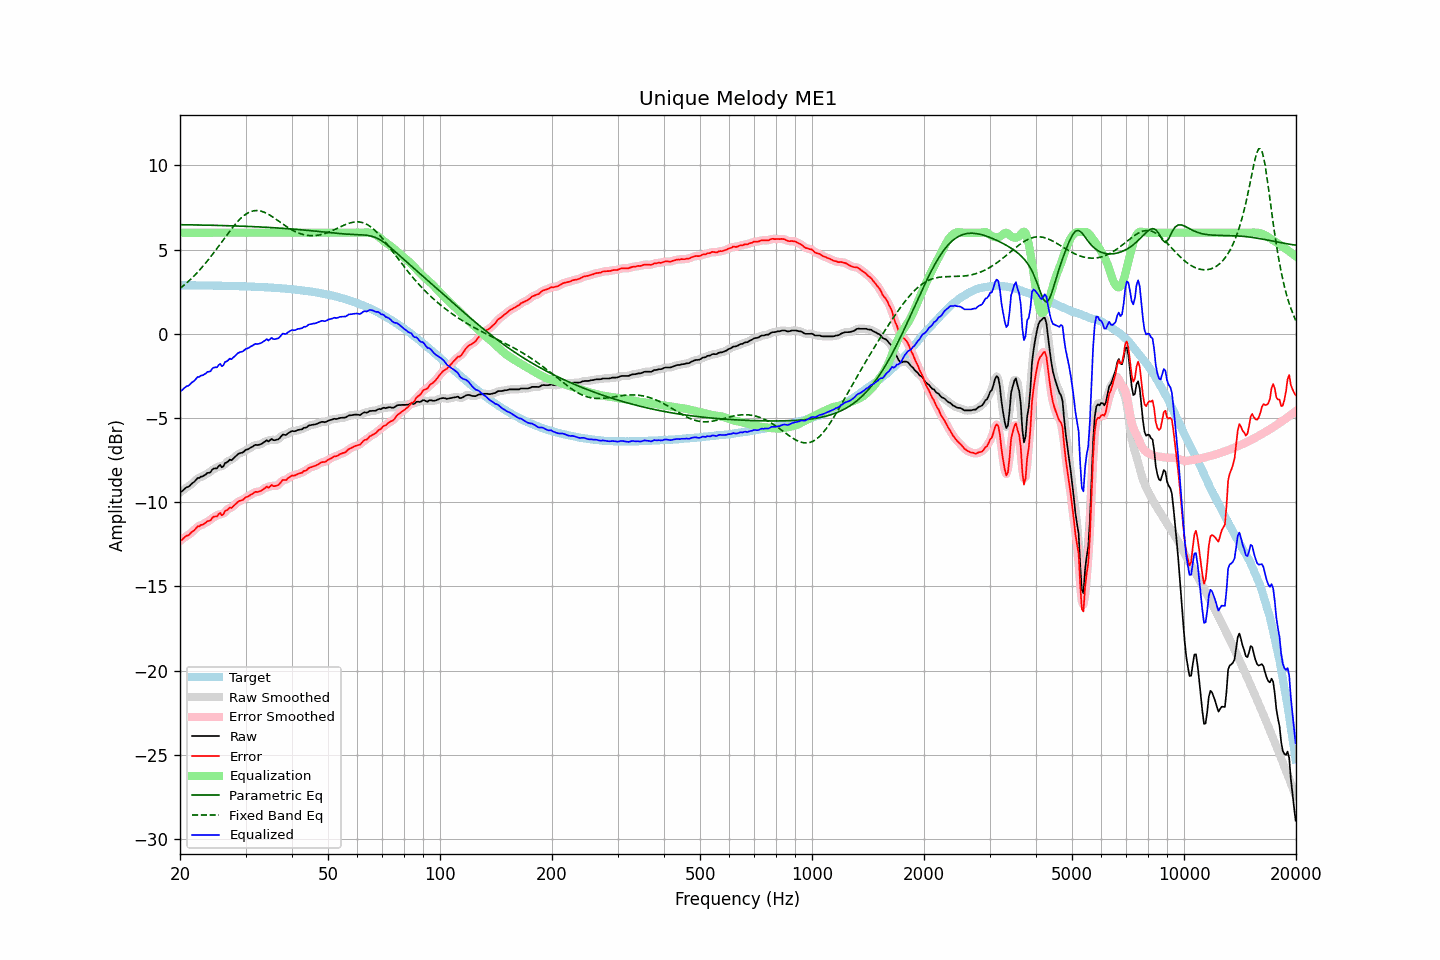 Unique Melody ME1
Amplitude (dBr)
10
5
0
−5
−10
−15
−20
−25
−30
Target
Raw Smoothed
Error Smoothed
Raw
Error
Equalization
Parametric Eq
Fixed Band Eq
Equalized
20 50 100 200 500 1000 2000 5000 10000 20000
Frequency (Hz)